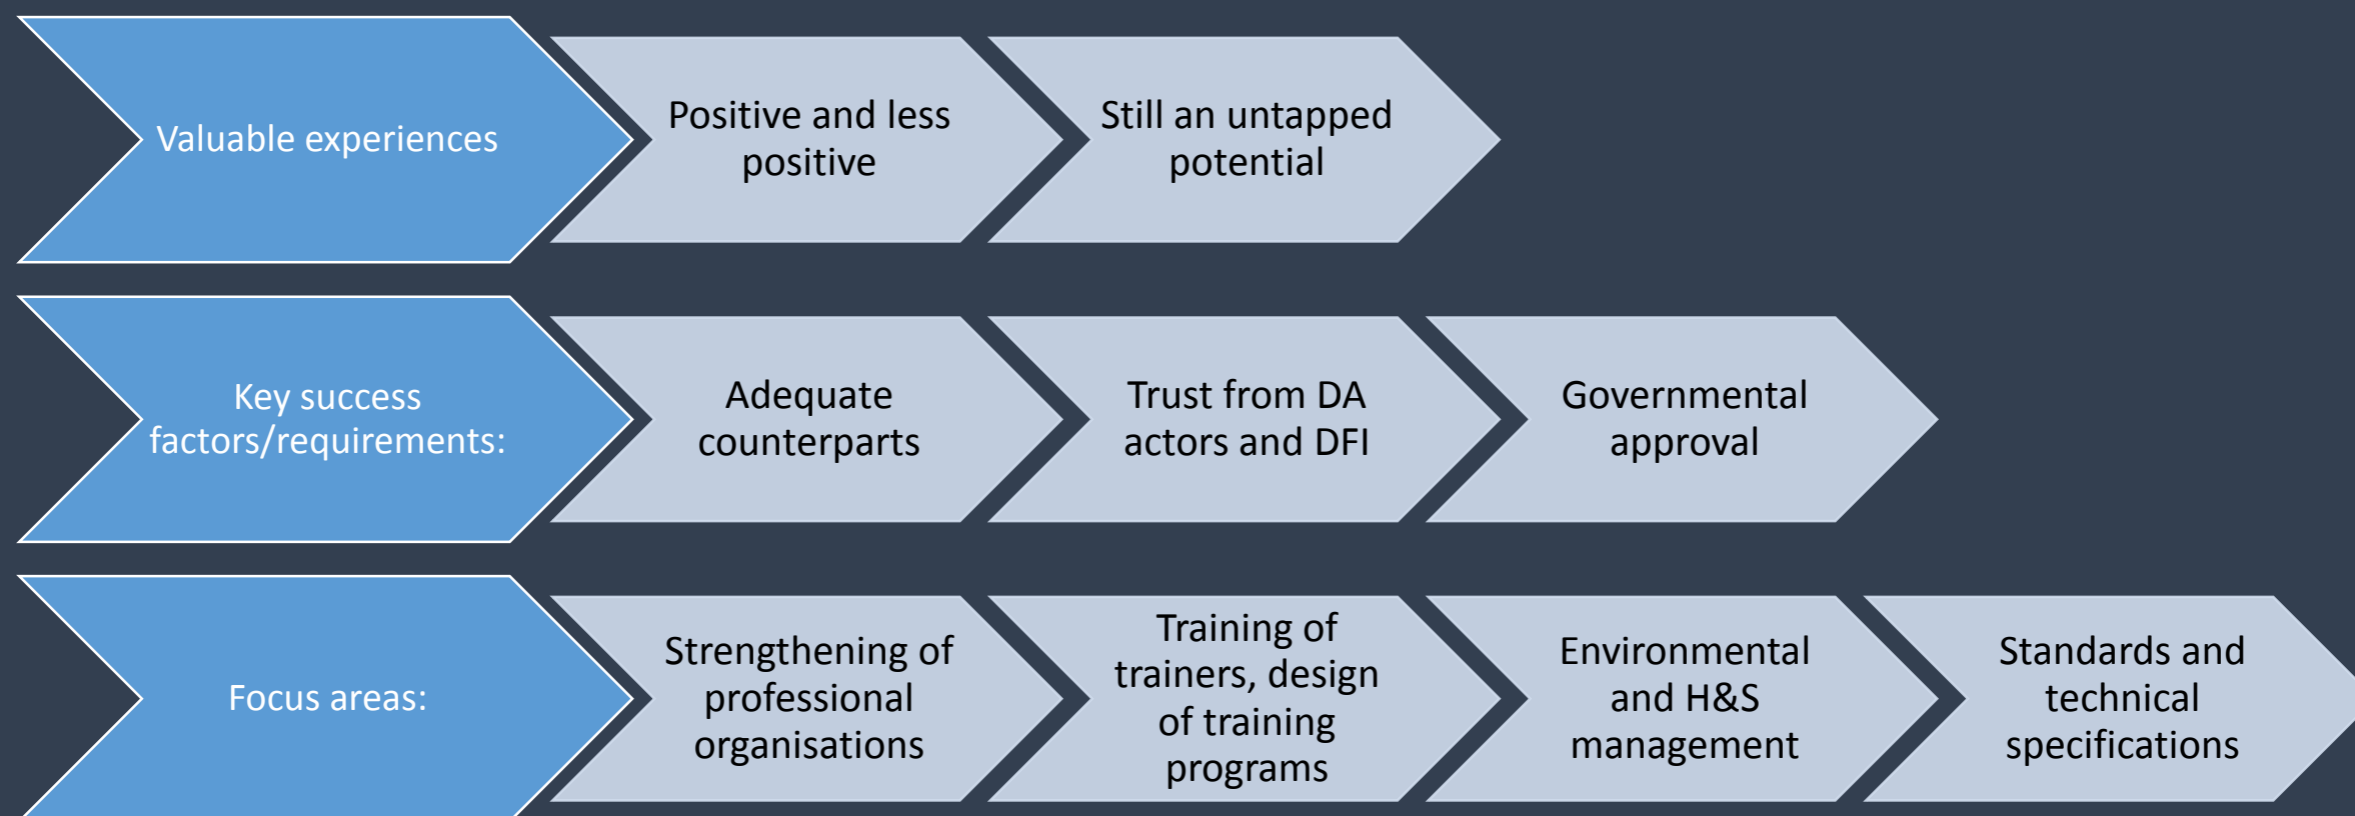 Valuable experiences
Positive and less
positive
Still an untapped
potential
Key success
factors/requirements:
Adequate
counterparts
Trust from DA
actors and DFI
Governmental
approval
Focus areas:
Strengthening of
professional
organisations
Training of
trainers, design
of training
programs
Environmental
and H&S
management
Standards and
technical
specifications